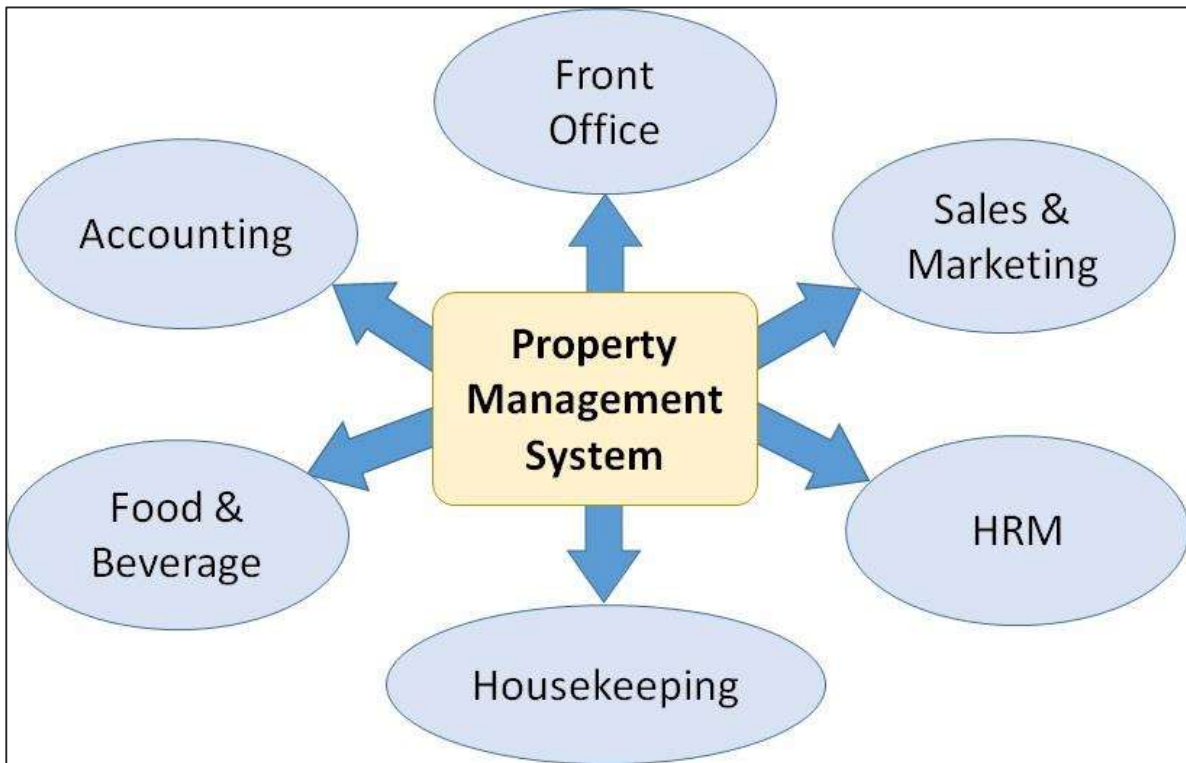 Front
Office
Accounting
Sales &
Marketing
Property
Management
System
Food &
Beverage
HRM
Housekeeping